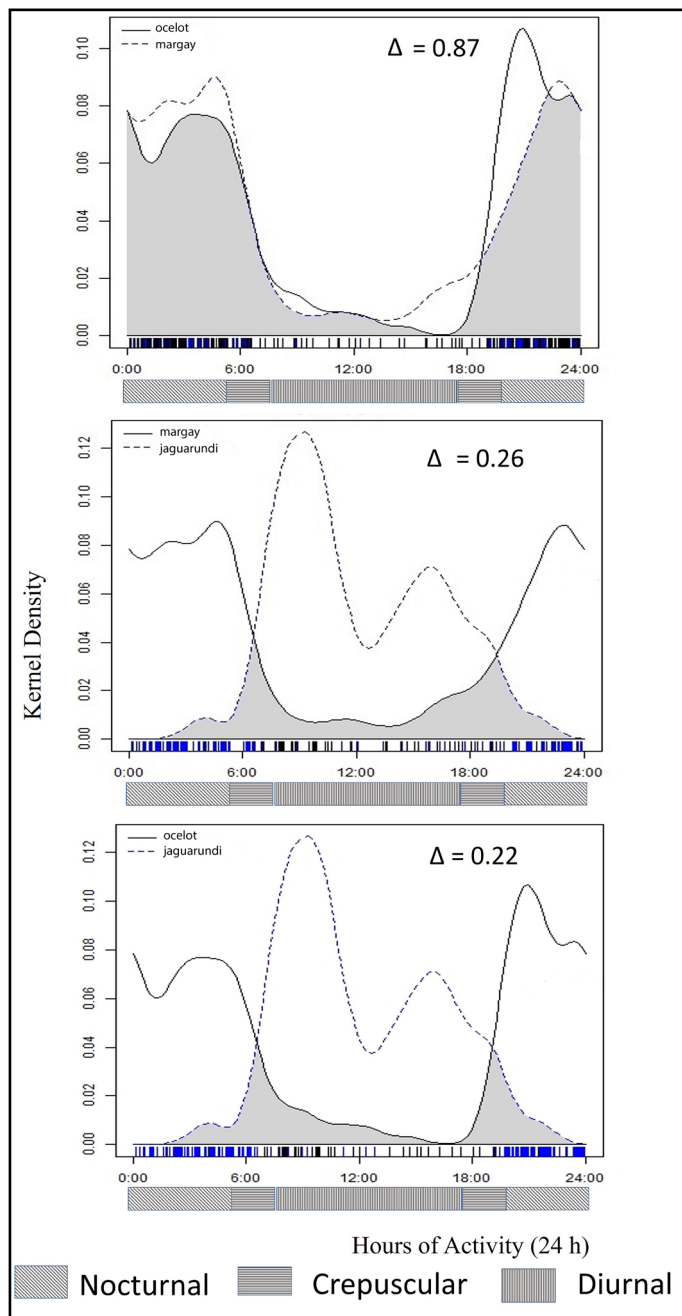 ocelot
margay
Δ = 0.87
0.10
0.08
0.06
0.04
0.02
0.00
0:00 6:00 12:00 18:00 24:00
margay
jaguarundi
Δ = 0.26
0.12
0.10
0.08
0.06
0.04
0.02
0.00
0:00 6:00 12:00 18:00 24:00
Kernel Density
ocelot
jaguarundi
Δ = 0.22
0.12
0.10
0.08
0.06
0.04
0.02
0.00
0:00 6:00 12:00 18:00 24:00
Hours of Activity (24 h)
Nocturnal Crepuscular Diurnal